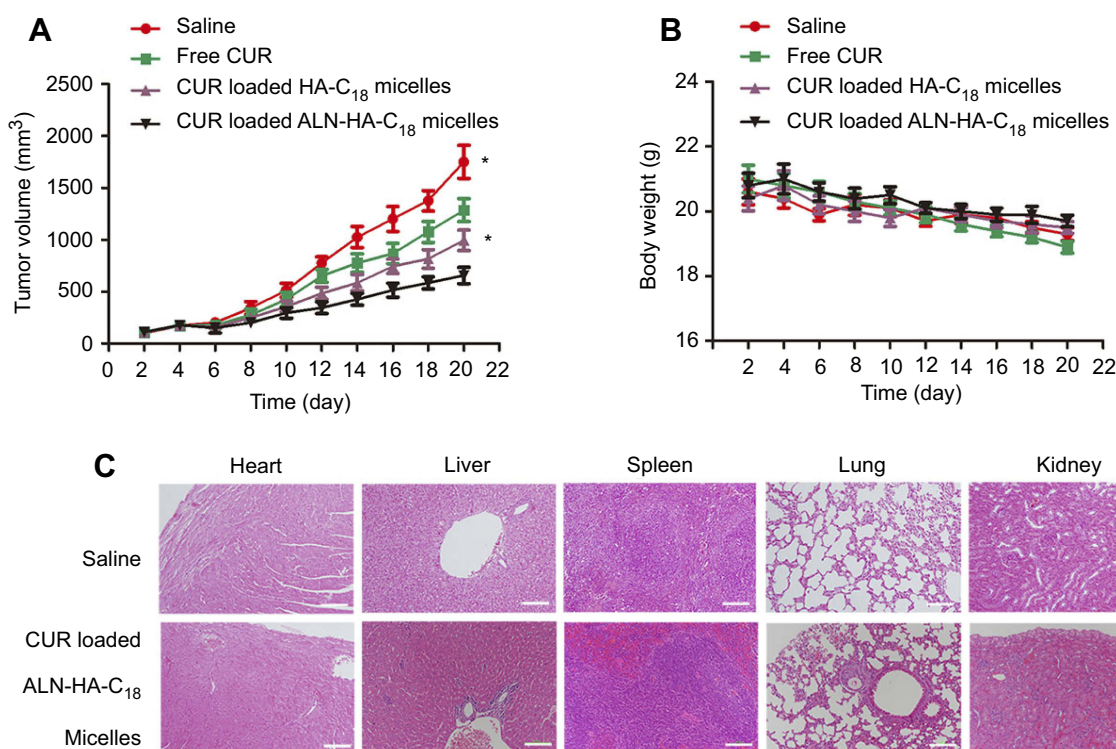 A
Saline
Free CUR
CUR loaded HA-C₁₈ micelles
CUR loaded ALN-HA-C₁₈ micelles
Tumor volume (mm³)
2500
2000
1500
1000
500
0
*
*
0 2 4 6 8 10 12 14 16 18 20 22
Time (day)
B
Saline
Free CUR
CUR loaded HA-C₁₈ micelles
CUR loaded ALN-HA-C₁₈ micelles
Body weight (g)
24
22
20
18
16
2 4 6 8 10 12 14 16 18 20 22
Time (day)
C
Heart Liver Spleen Lung Kidney
Saline
CUR loaded
ALN-HA-C₁₈
Micelles